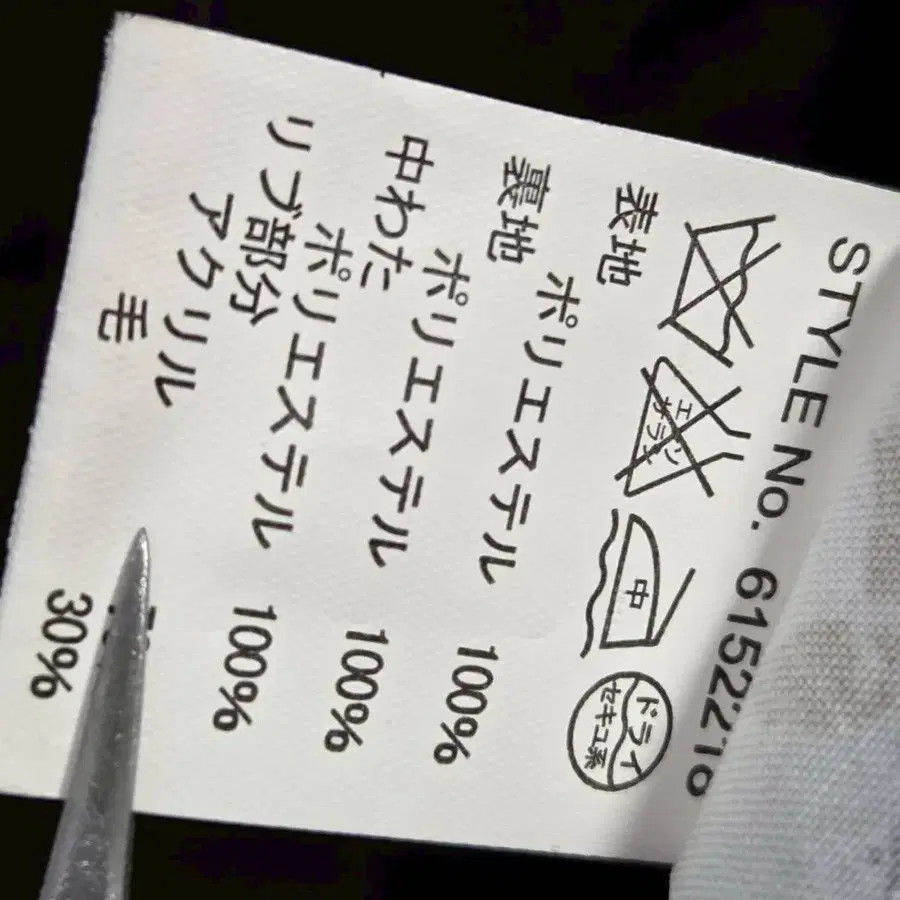 STYLE No. 6152216
エンソ サラシ 中 ドライ セキユ系
表地
ポリエステル 100%
裏地
ポリエステル 100%
中わた
ポリエステル 100%
リブ部分
アクリル
毛 30%